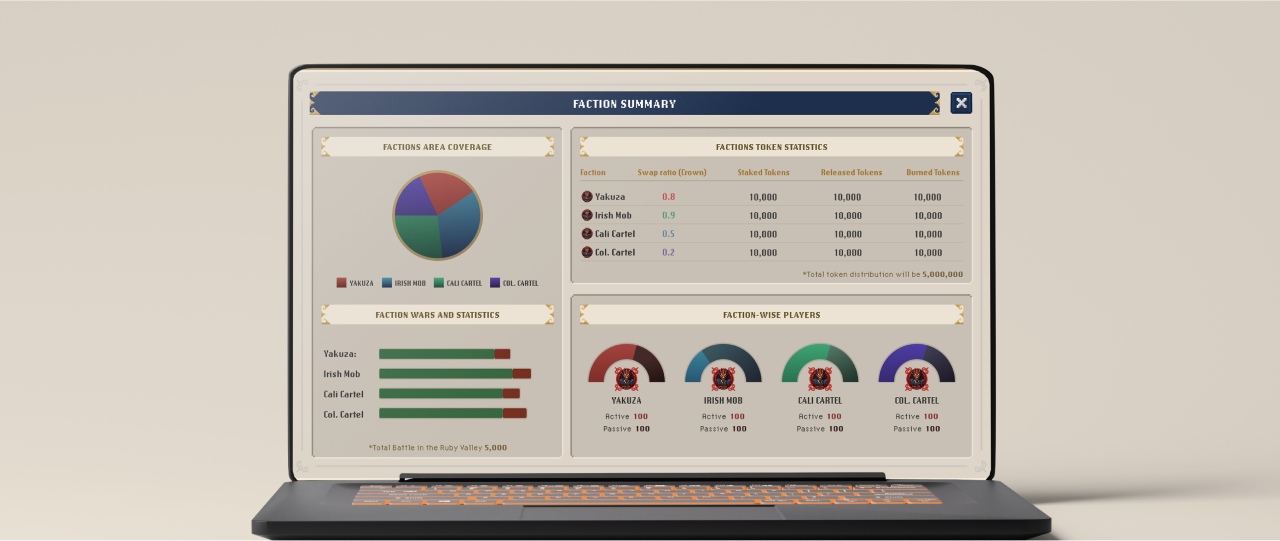 FACTION SUMMARY
FACTIONS AREA COVERAGE
YAKUZA IRISH MOB CALI CARTEL COL. CARTEL
FACTION WARS AND STATISTICS
Yakuza:
Irish Mob
Cali Cartel
Col. Cartel
*Total Battle in the Ruby Valley 5,000
FACTIONS TOKEN STATISTICS
Faction Swap ratio (Crown) Staked Tokens Released Tokens Burned Tokens
Yakuza 0.8 10,000 10,000 10,000
Irish Mob 0.9 10,000 10,000 10,000
Cali Cartel 0.5 10,000 10,000 10,000
Col. Cartel 0.2 10,000 10,000 10,000
*Total token distribution will be 5,000,000
FACTION-WISE PLAYERS
YAKUZA IRISH MOB CALI CARTEL COL. CARTEL
Active 100 Active 100 Active 100 Active 100
Passive 100 Passive 100 Passive 100 Passive 100